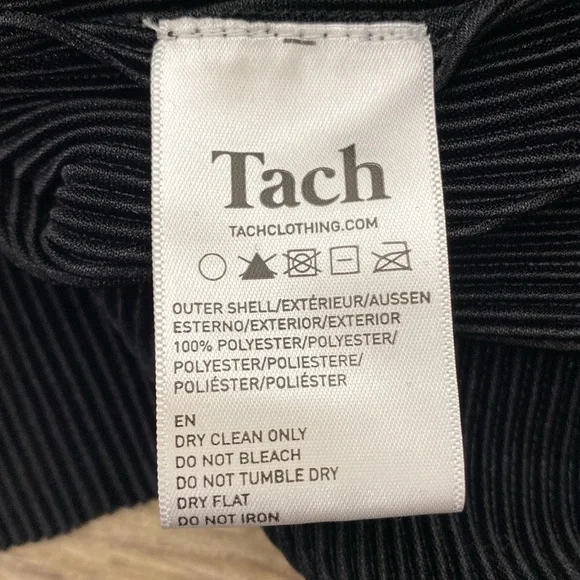 Tach
TACHCLOTHING.COM
OUTER SHELL/EXTÉRIEUR/AUSSEN
ESTERNO/EXTERIOR/EXTERIOR
100% POLYESTER/POLYESTER/
POLYESTER/POLIESTERE/
POLIÉSTER/POLIÉSTER
EN
DRY CLEAN ONLY
DO NOT BLEACH
DO NOT TUMBLE DRY
DRY FLAT
DO NOT IRON